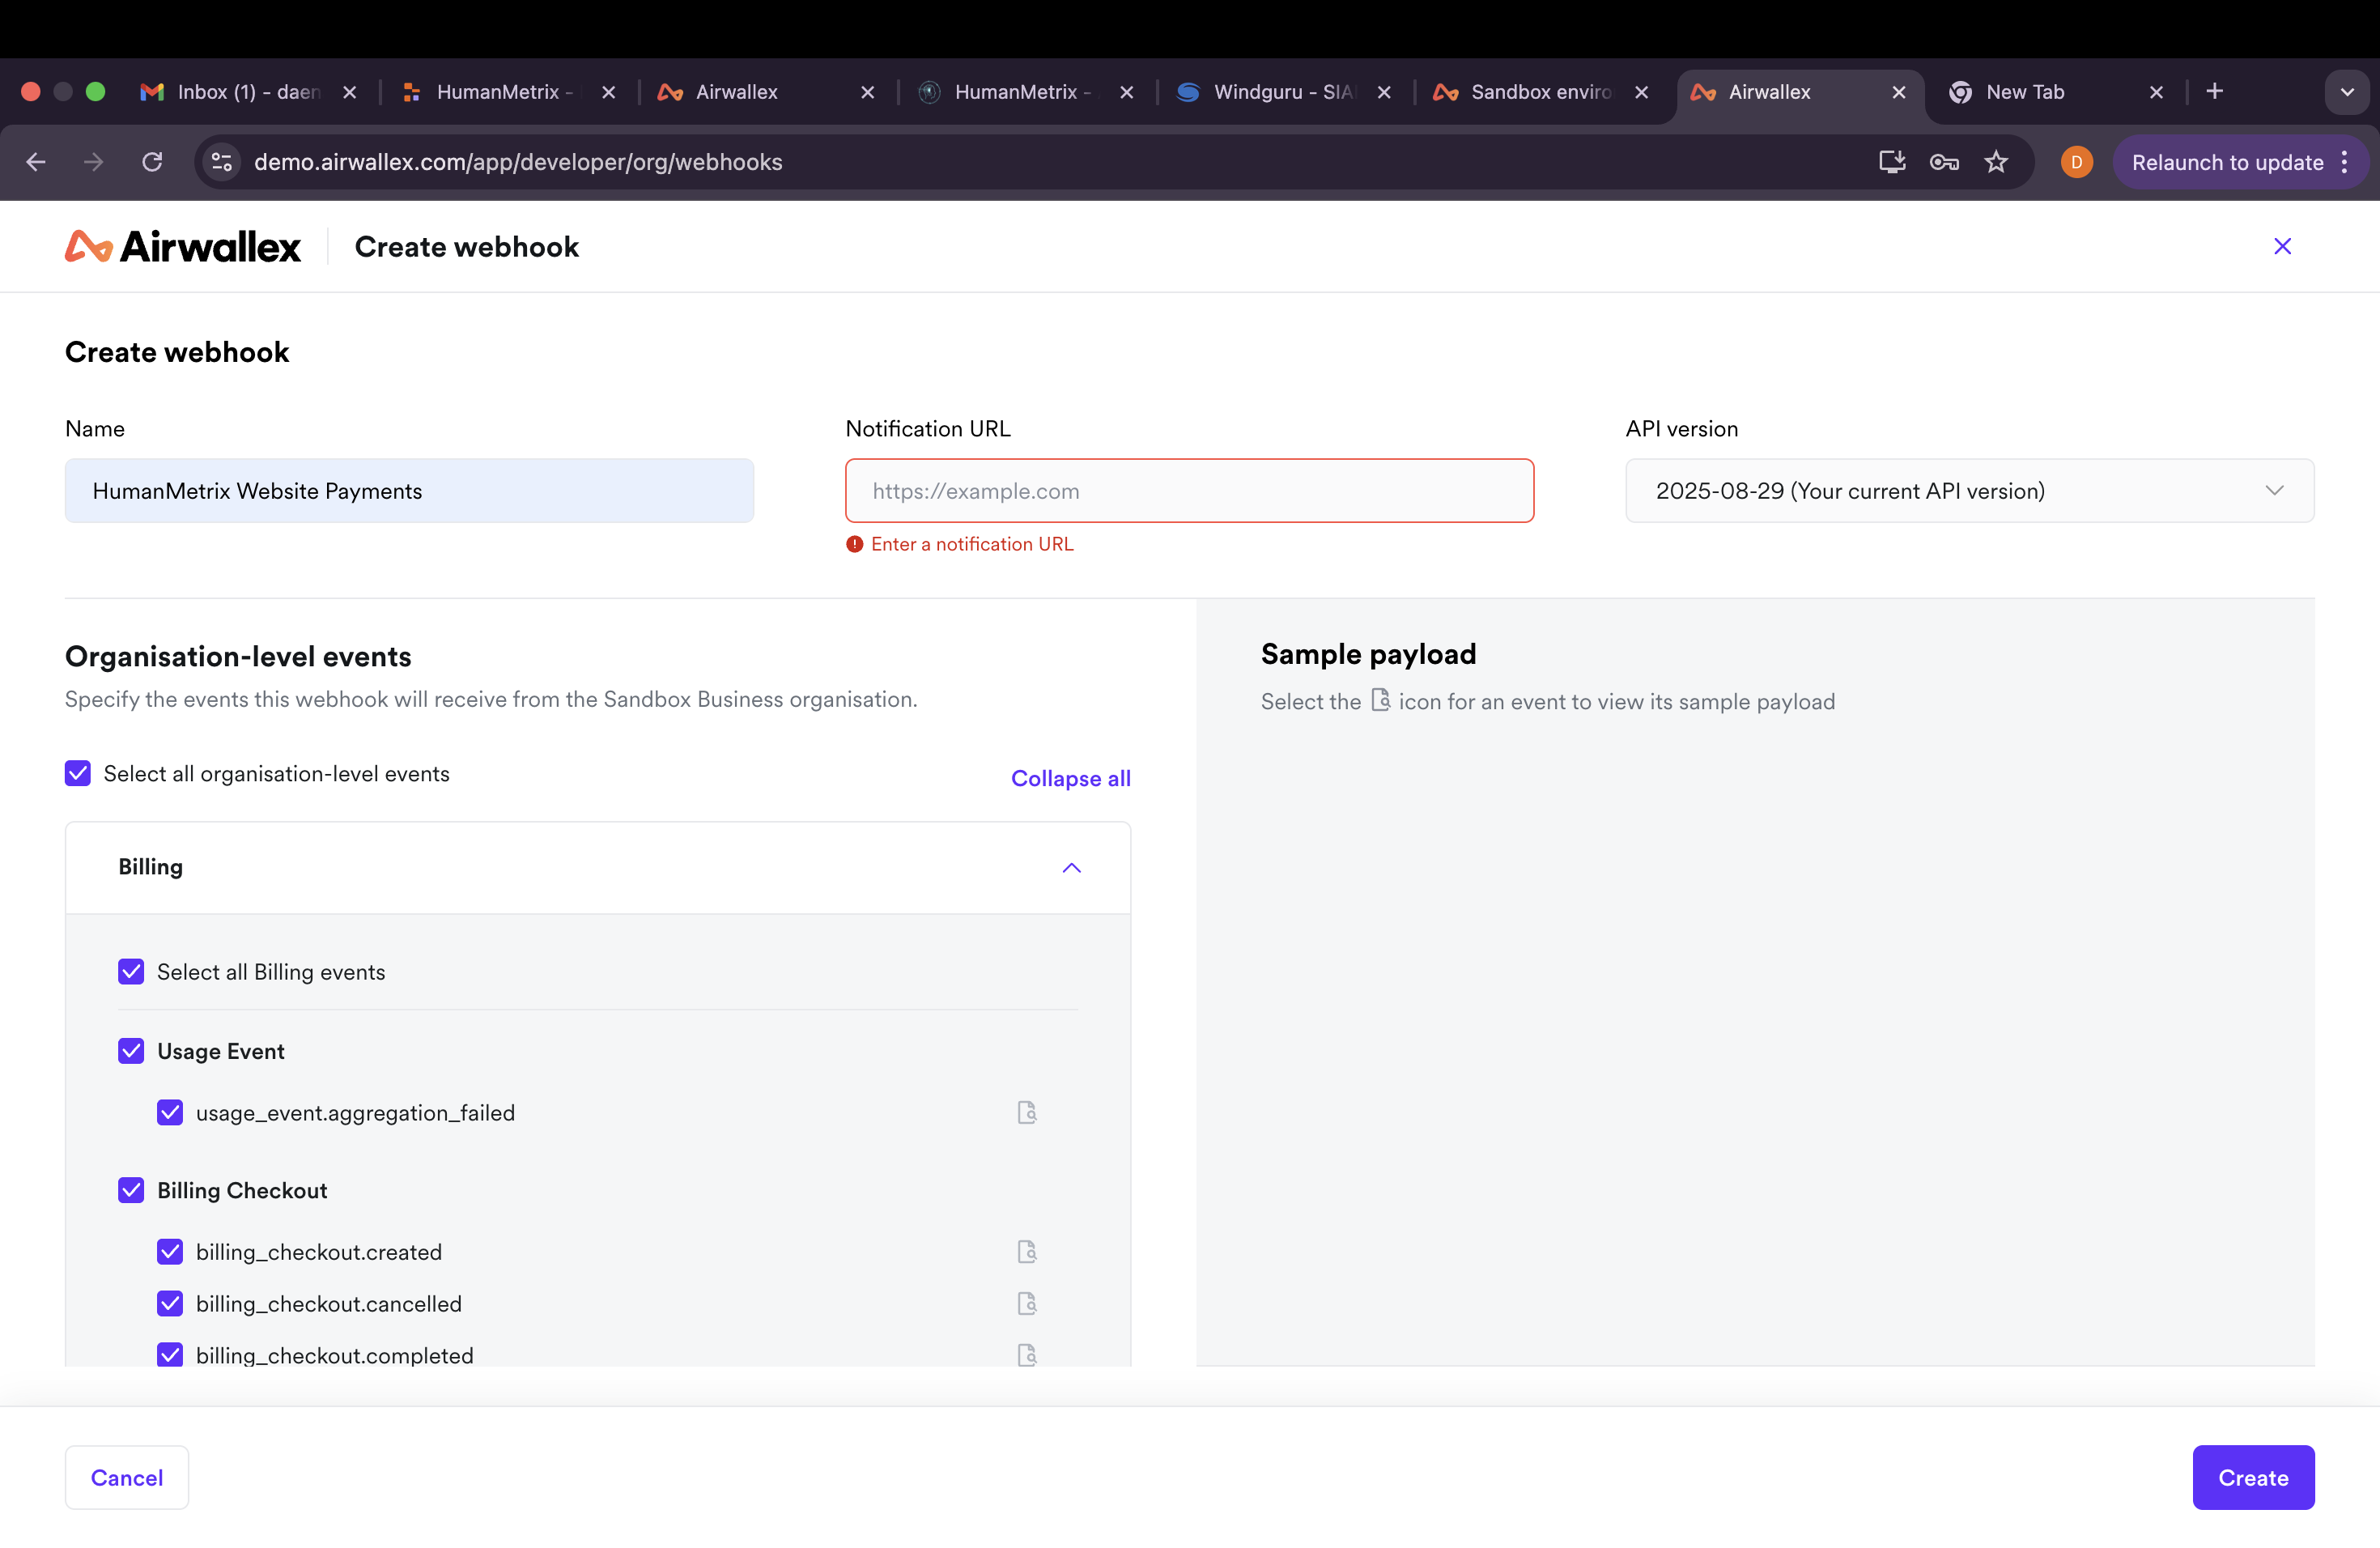 Inbox (1) - daen
HumanMetrix -
Airwallex
HumanMetrix -
Windguru - SIA
Sandbox enviro
Airwallex
New Tab
demo.airwallex.com/app/developer/org/webhooks
D
Relaunch to update
Airwallex
Create webhook
Create webhook
Name
Notification URL
API version
HumanMetrix Website Payments
https://example.com
2025-08-29 (Your current API version)
Enter a notification URL
Organisation-level events
Specify the events this webhook will receive from the Sandbox Business organisation.
Sample payload
Select the icon for an event to view its sample payload
Select all organisation-level events
Collapse all
Billing
Select all Billing events
Usage Event
usage_event.aggregation_failed
Billing Checkout
billing_checkout.created
billing_checkout.cancelled
billing_checkout.completed
Cancel
Create